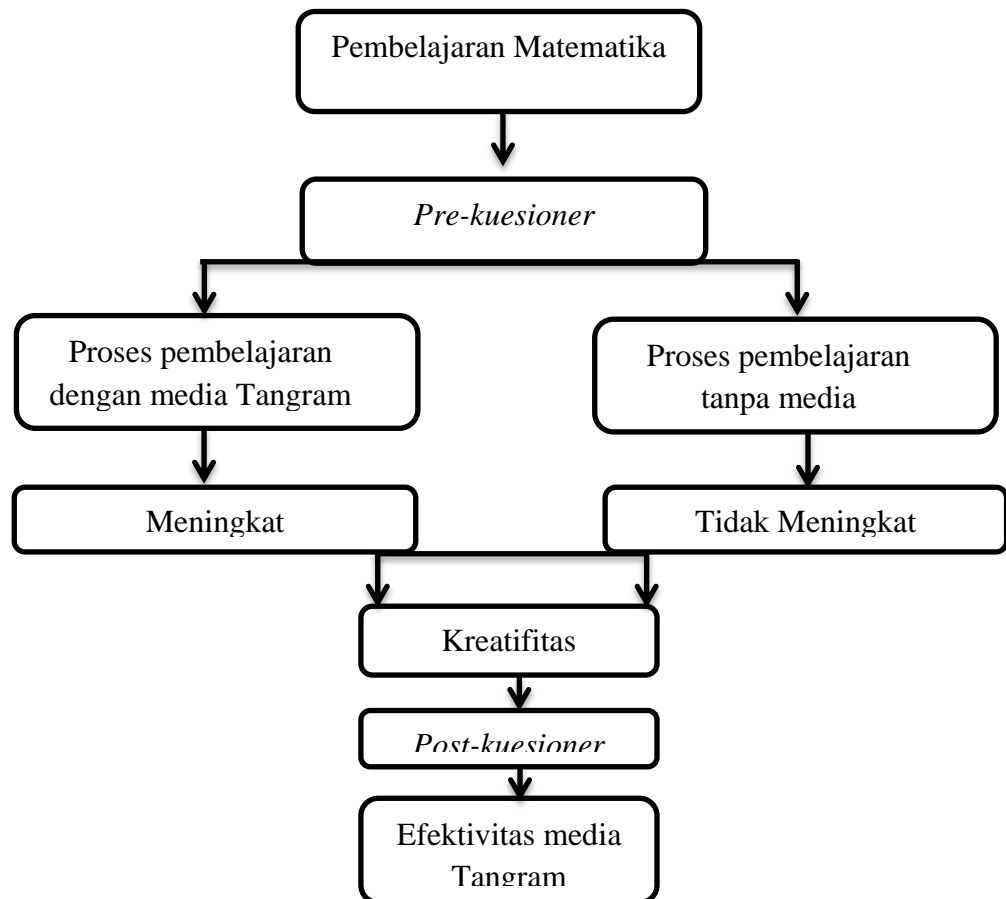 Pembelajaran Matematika
Pre-kuesioner
Proses pembelajaran
dengan media Tangram
Proses pembelajaran
tanpa media
Meningkat
Tidak Meningkat
Kreatifitas
Post-kuesioner
Efektivitas media
Tangram